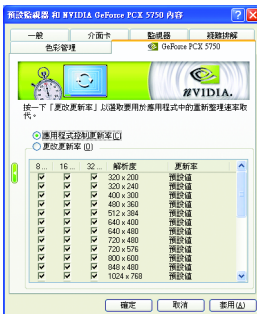 預設監視器 和 NVIDIA GeForce PCX 5750 內容
一般 介面卡 監視器 疑難排解
色彩管理 GeForce PCX 5750
NVIDIA.
按一下「更改更新率」以選取要用於應用程式中的重新整理速率取代。
應用程式控制更新率(C)
更改更新率(O)
8... 16... 32... 解析度 更新率
320 x 200 預設值
320 x 240 預設值
400 x 300 預設值
480 x 360 預設值
512 x 384 預設值
640 x 400 預設值
640 x 480 預設值
720 x 480 預設值
720 x 576 預設值
800 x 600 預設值
848 x 480 預設值
1024 x 768 預設值
確定 取消 套用(A)